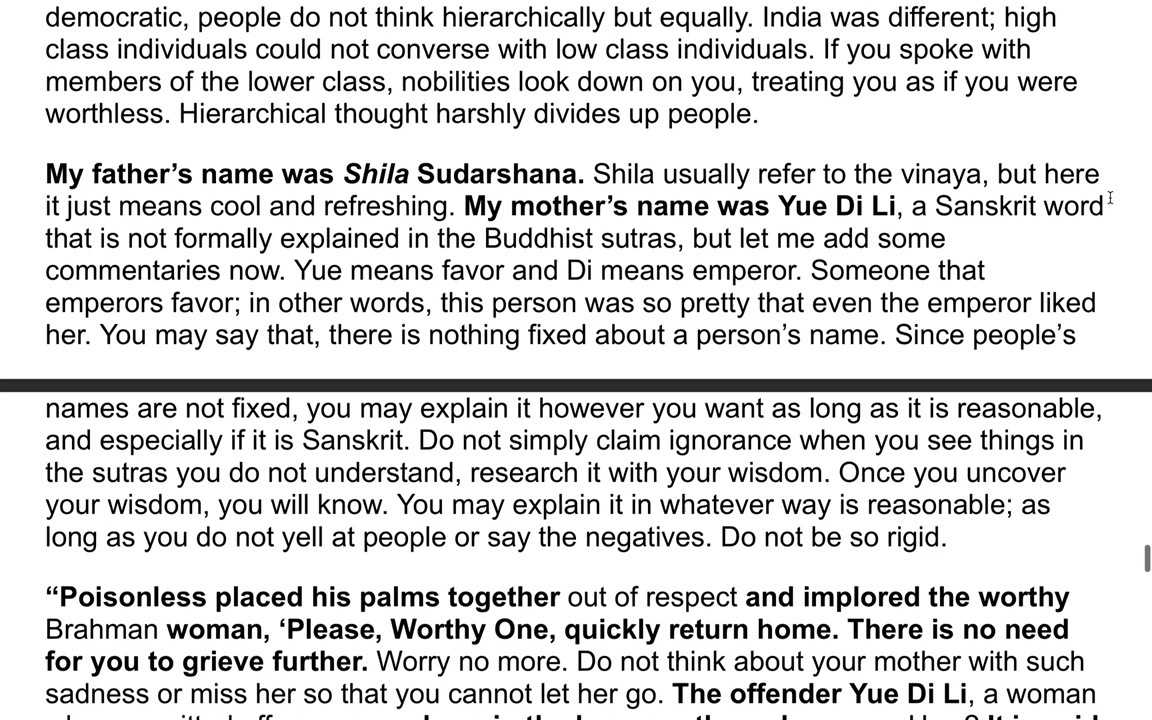 democratic, people do not think hierarchically but equally. India was different; high
class individuals could not converse with low class individuals. If you spoke with
members of the lower class, nobilities look down on you, treating you as if you were
worthless. Hierarchical thought harshly divides up people.
My father’s name was Shila Sudarshana. Shila usually refer to the vinaya, but here
it just means cool and refreshing. My mother’s name was Yue Di Li, a Sanskrit word
that is not formally explained in the Buddhist sutras, but let me add some
commentaries now. Yue means favor and Di means emperor. Someone that
emperors favor; in other words, this person was so pretty that even the emperor liked
her. You may say that, there is nothing fixed about a person’s name. Since people’s
names are not fixed, you may explain it however you want as long as it is reasonable,
and especially if it is Sanskrit. Do not simply claim ignorance when you see things in
the sutras you do not understand, research it with your wisdom. Once you uncover
your wisdom, you will know. You may explain it in whatever way is reasonable; as
long as you do not yell at people or say the negatives. Do not be so rigid.
“Poisonless placed his palms together out of respect and implored the worthy
Brahman woman, ‘Please, Worthy One, quickly return home. There is no need
for you to grieve further. Worry no more. Do not think about your mother with such
sadness or miss her so that you cannot let her go. The offender Yue Di Li, a woman